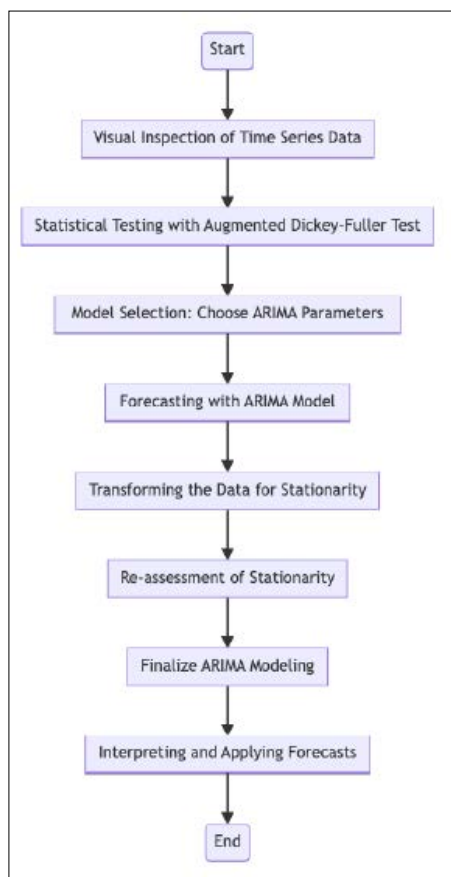 Start
Visual Inspection of Time Series Data
Statistical Testing with Augmented Dickey-Fuller Test
Model Selection: Choose ARIMA Parameters
Forecasting with ARIMA Model
Transforming the Data for Stationarity
Re-assessment of Stationarity
Finalize ARIMA Modeling
Interpreting and Applying Forecasts
End